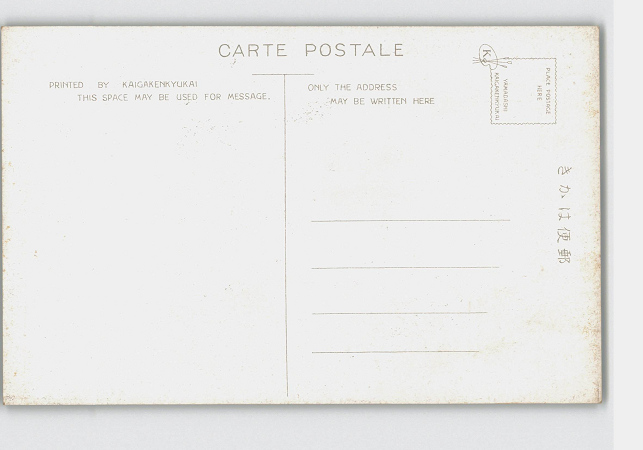 CARTE POSTALE
PRINTED BY KAIGAKENKYUKAI
THIS SPACE MAY BE USED FOR MESSAGE.
ONLY THE ADDRESS
MAY BE WRITTEN HERE
K
PLACE POSTAGE
HERE
KAIGAKENKYUKAI
郵便はかき